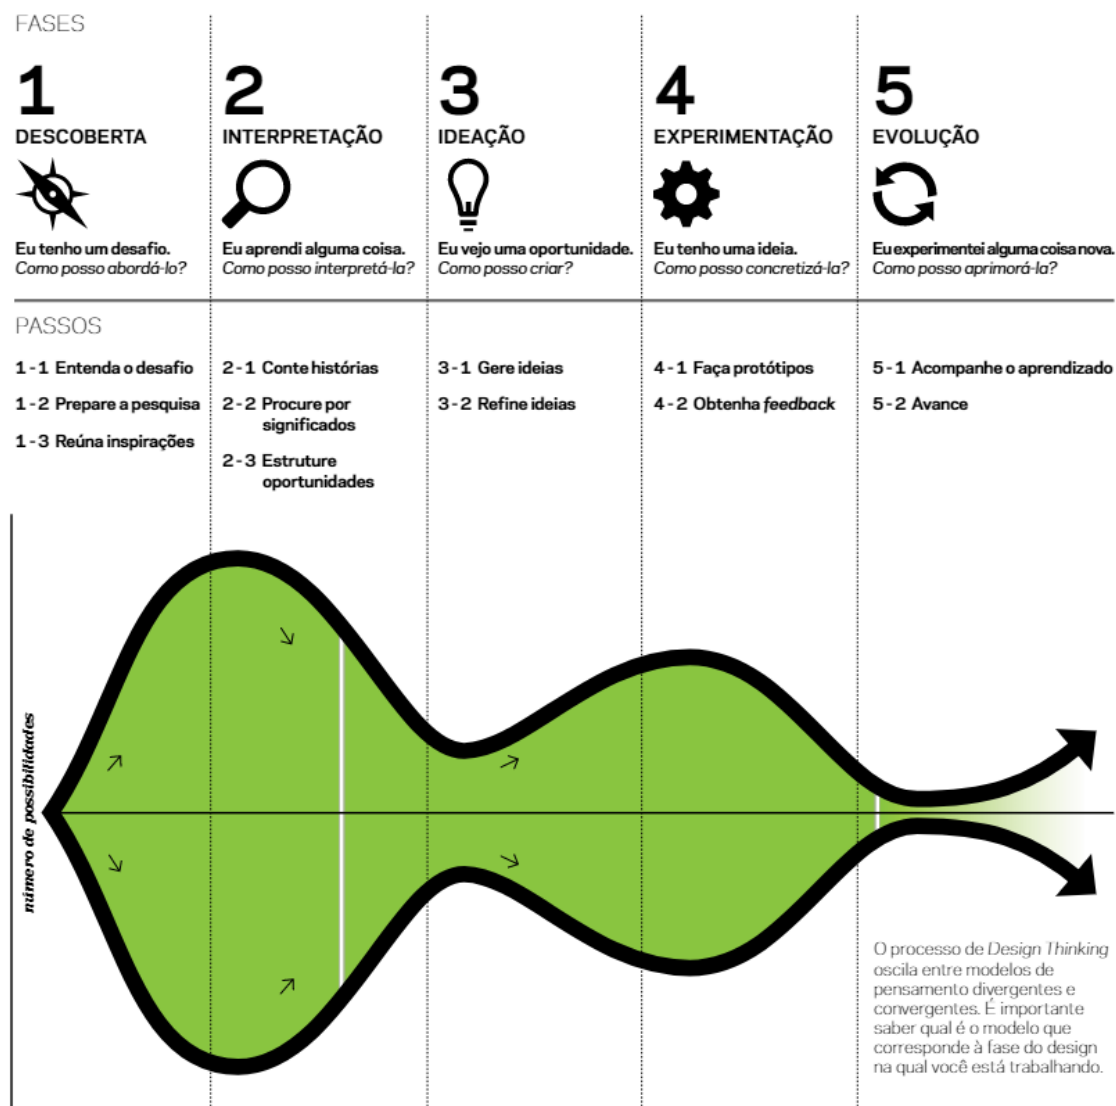 FASES
1
DESCOBERTA
Eu tenho um desafio.
Como posso abordá-lo?
2
INTERPRETAÇÃO
Eu aprendi alguma coisa.
Como posso interpretá-la?
3
IDEAÇÃO
Eu vejo uma oportunidade.
Como posso criar?
4
EXPERIMENTAÇÃO
Eu tenho uma ideia.
Como posso concretizá-la?
5
EVOLUÇÃO
Eu experimentei alguma coisa nova.
Como posso aprimorá-la?
PASSOS
1-1 Entenda o desafio
1-2 Prepare a pesquisa
1-3 Reúna inspirações
2-1 Conte histórias
2-2 Procure por
significados
2-3 Estruture
oportunidades
3-1 Gere ideias
3-2 Refine ideias
4-1 Faça protótipos
4-2 Obtenha feedback
5-1 Acompanhe o aprendizado
5-2 Avance
número de possibilidades
O processo de Design Thinking
oscila entre modelos de
pensamento divergentes e
convergentes. É importante
saber qual é o modelo que
corresponde à fase do design
na qual você está trabalhando.